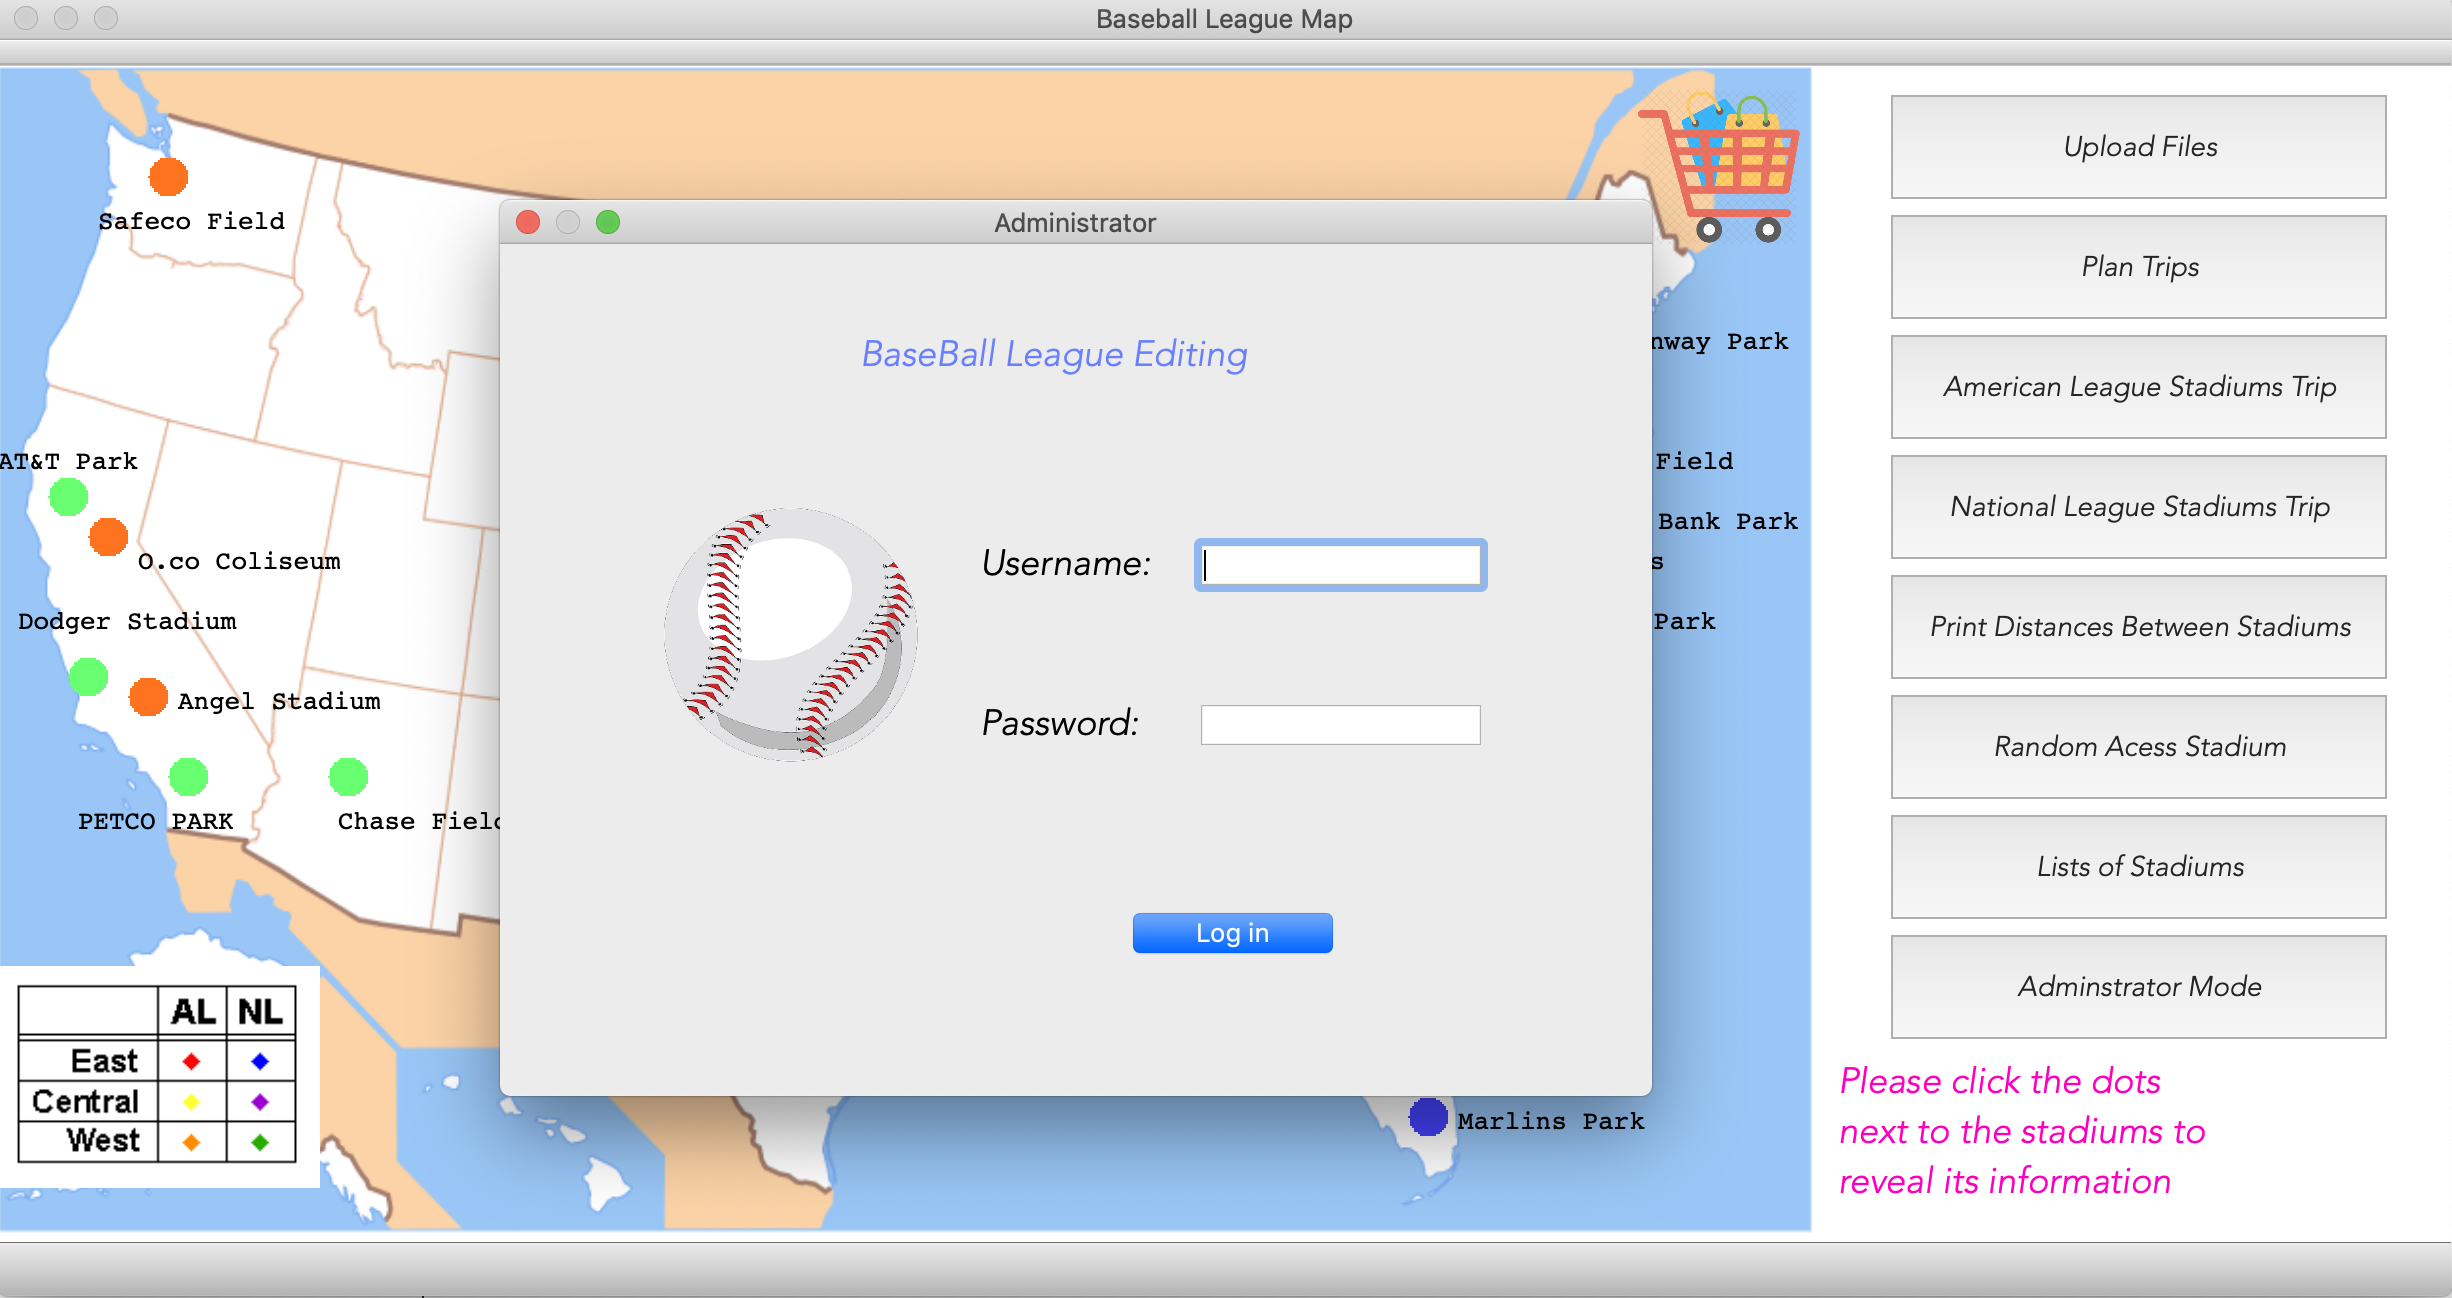 Baseball League Map
Safeco Field
AT&T Park
O.co Coliseum
Dodger Stadium
Angel Stadium
PETCO PARK
Chase Field
AL NL
East
Central
West
Administrator
BaseBall League Editing
Username:
Password:
Log in
Park
Field
Bank Park
Park
Marlins Park
Upload Files
Plan Trips
American League Stadiums Trip
National League Stadiums Trip
Print Distances Between Stadiums
Random Acess Stadium
Lists of Stadiums
Adminstrator Mode
Please click the dots
next to the stadiums to
reveal its information